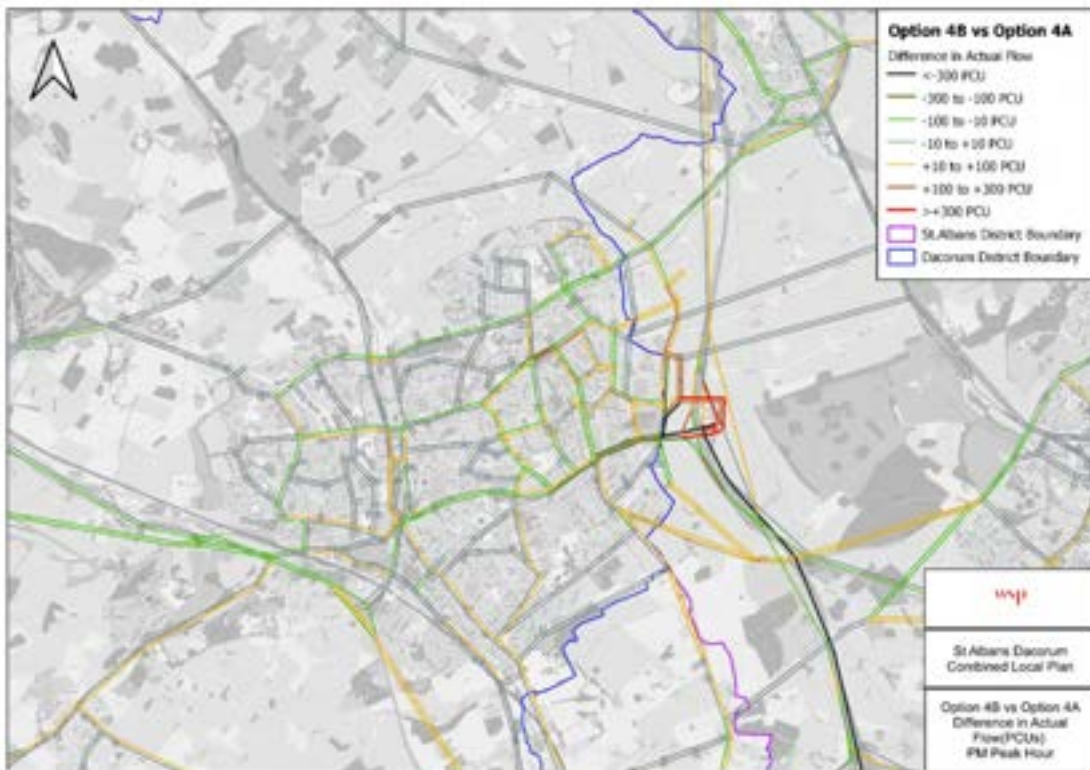 Option 4B vs Option 4A
Difference in Actual Flow
<-300 PCU
-300 to -100 PCU
-100 to -10 PCU
-10 to +10 PCU
+10 to +100 PCU
+100 to +300 PCU
>+300 PCU
St.Albans District Boundary
Dacorum District Boundary
wsp
St Albans Dacorum
Combined Local Plan
Option 4B vs Option 4A
Difference in Actual
Flow(PCUs)
PM Peak Hour